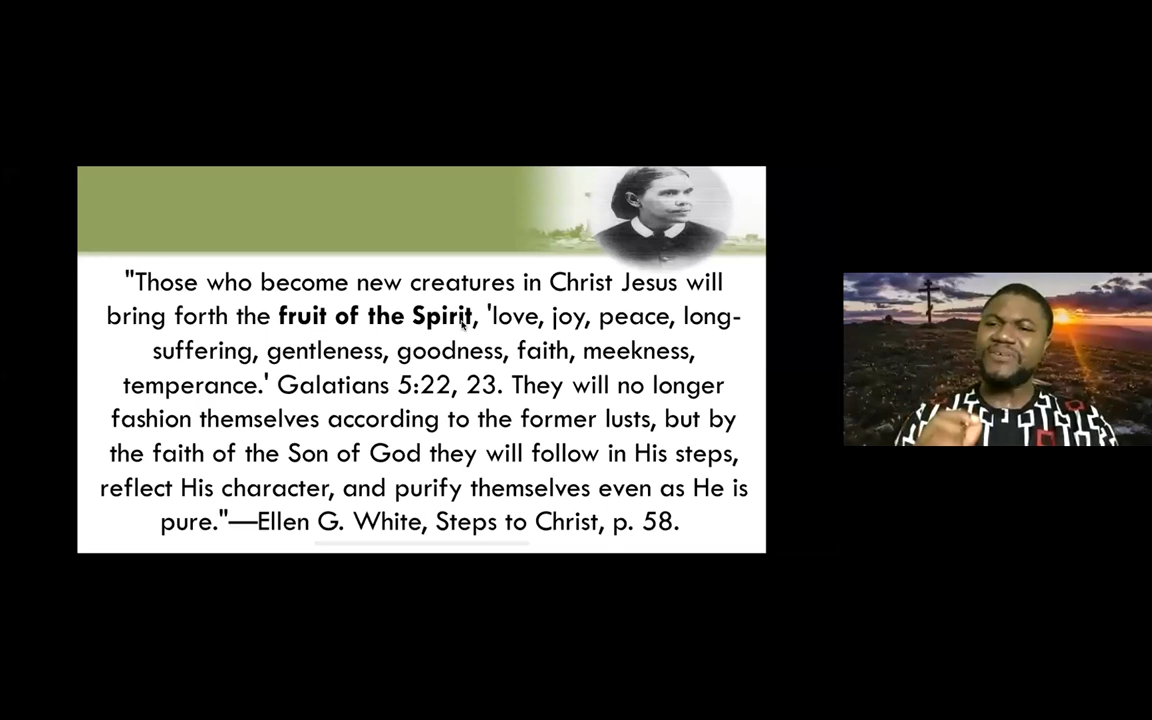 "Those who become new creatures in Christ Jesus will
bring forth the fruit of the Spirit, 'love, joy, peace, long-
suffering, gentleness, goodness, faith, meekness,
temperance.' Galatians 5:22, 23. They will no longer
fashion themselves according to the former lusts, but by
the faith of the Son of God they will follow in His steps,
reflect His character, and purify themselves even as He is
pure."—Ellen G. White, Steps to Christ, p. 58.